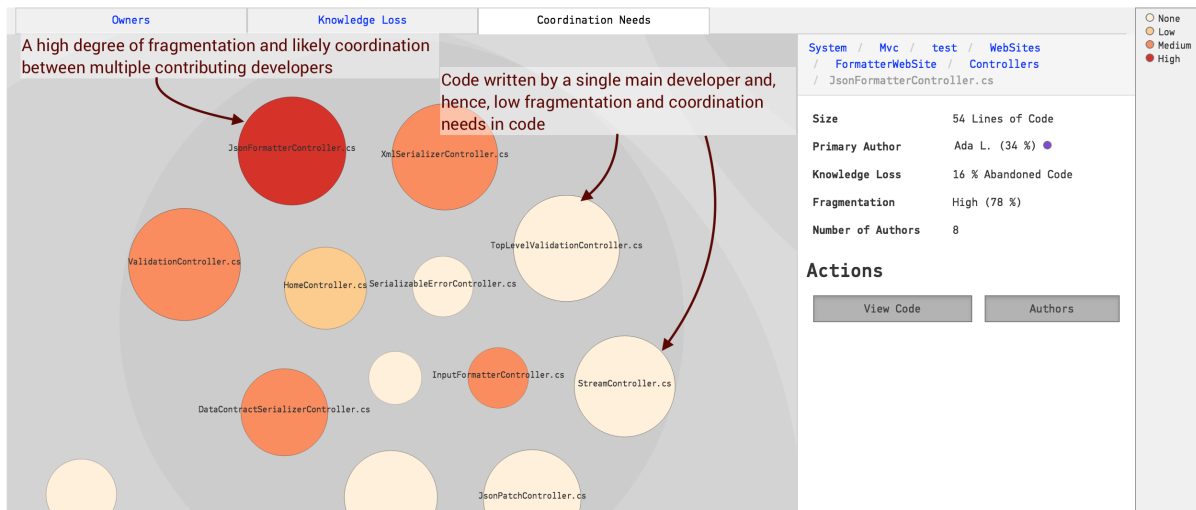 Owners
Knowledge Loss
Coordination Needs
None
Low
Medium
High
A high degree of fragmentation and likely coordination
between multiple contributing developers
Code written by a single main developer and,
hence, low fragmentation and coordination
needs in code
JsonFormatterController.cs
XmlSerializerController.cs
TopLevelValidationController.cs
ValidationController.cs
HomeController.cs
SerializableErrorController.cs
InputFormatterController.cs
StreamController.cs
DataContractSerializerController.cs
JsonPatchController.cs
System / Mvc / test / WebSites
/ FormatterWebSite / Controllers
/ JsonFormatterController.cs
Size 54 Lines of Code
Primary Author Ada L. (34 %)
Knowledge Loss 16 % Abandoned Code
Fragmentation High (78 %)
Number of Authors 8
Actions
View Code
Authors